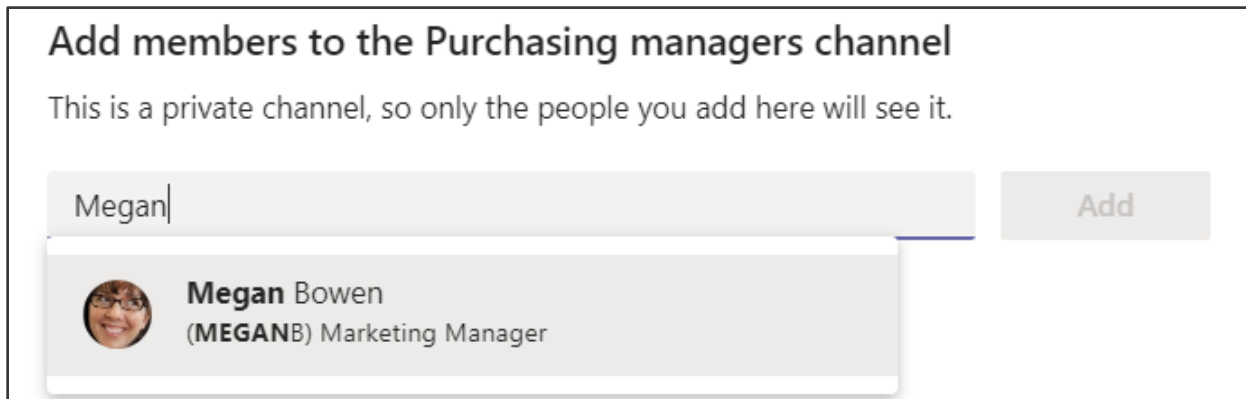 Add members to the Purchasing managers channel
This is a private channel, so only the people you add here will see it.
Megan
Add
Megan Bowen
(MEGANB) Marketing Manager